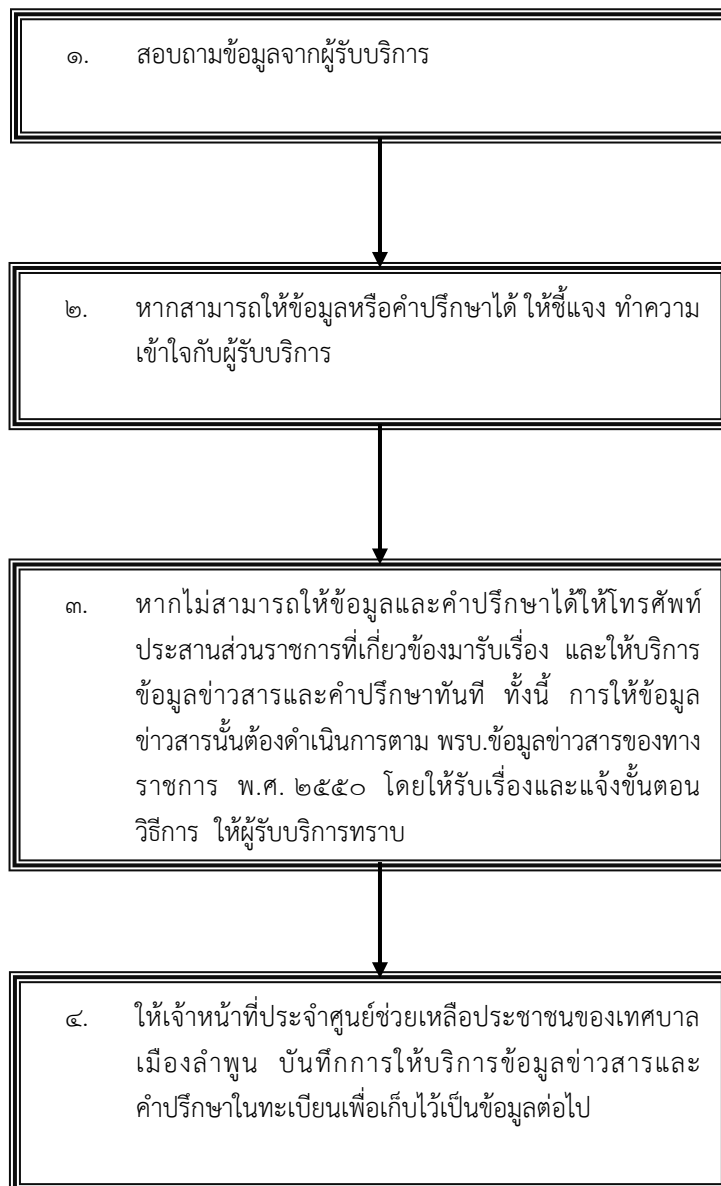 ๑. สอบถามข้อมูลจากผู้รับบริการ
๒. หากสามารถให้ข้อมูลหรือคำปรึกษาได้ ให้ชี้แจง ทำความ
เข้าใจกับผู้รับบริการ
๓. หากไม่สามารถให้ข้อมูลและคำปรึกษาได้ให้โทรศัพท์
ประสานส่วนราชการที่เกี่ยวข้องมารับเรื่อง และให้บริการ
ข้อมูลข่าวสารและคำปรึกษาทันที ทั้งนี้ การให้ข้อมูล
ข่าวสารนั้นต้องดำเนินการตาม พรบ.ข้อมูลข่าวสารของทาง
ราชการ พ.ศ. ๒๕๕๐ โดยให้รับเรื่องและแจ้งขั้นตอน
วิธีการ ให้ผู้รับบริการทราบ
๔. ให้เจ้าหน้าที่ประจำศูนย์ช่วยเหลือประชาชนของเทศบาล
เมืองลำพูน บันทึกการให้บริการข้อมูลข่าวสารและ
คำปรึกษาในทะเบียนเพื่อเก็บไว้เป็นข้อมูลต่อไป